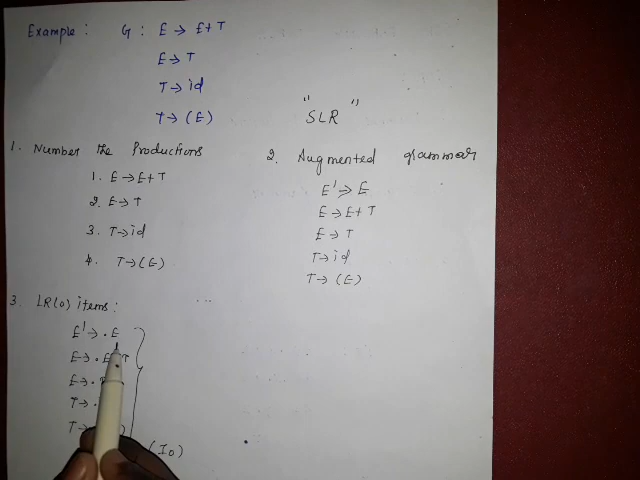 Example: G: E → E+T
E → T
T → id
T → (E)
"SLR"
1. Number the Productions
1. E → E+T
2. E → T
3. T → id
4. T → (E)
2. Augmented grammar
E' → E
E → E+T
E → T
T → id
T → (E)
3. LR(0) items:
E' → .E
E → .E T
E → .
T → .
T →
(I₀)